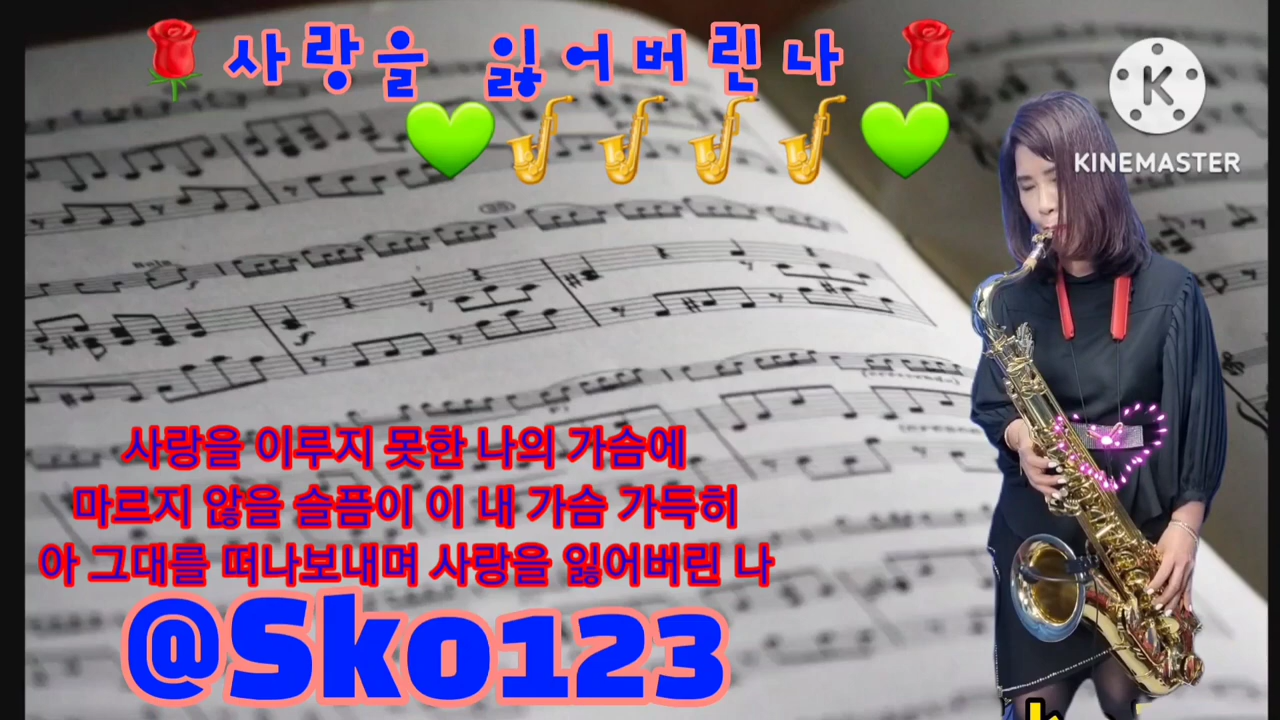 사랑을 잃어버린나
KINEMASTER
사랑을 이루지 못한 나의 가슴에
마르지 않을 슬픔이 이 내 가슴 가득히
아 그대를 떠나보내며 사랑을 잃어버린 나
@Sko123